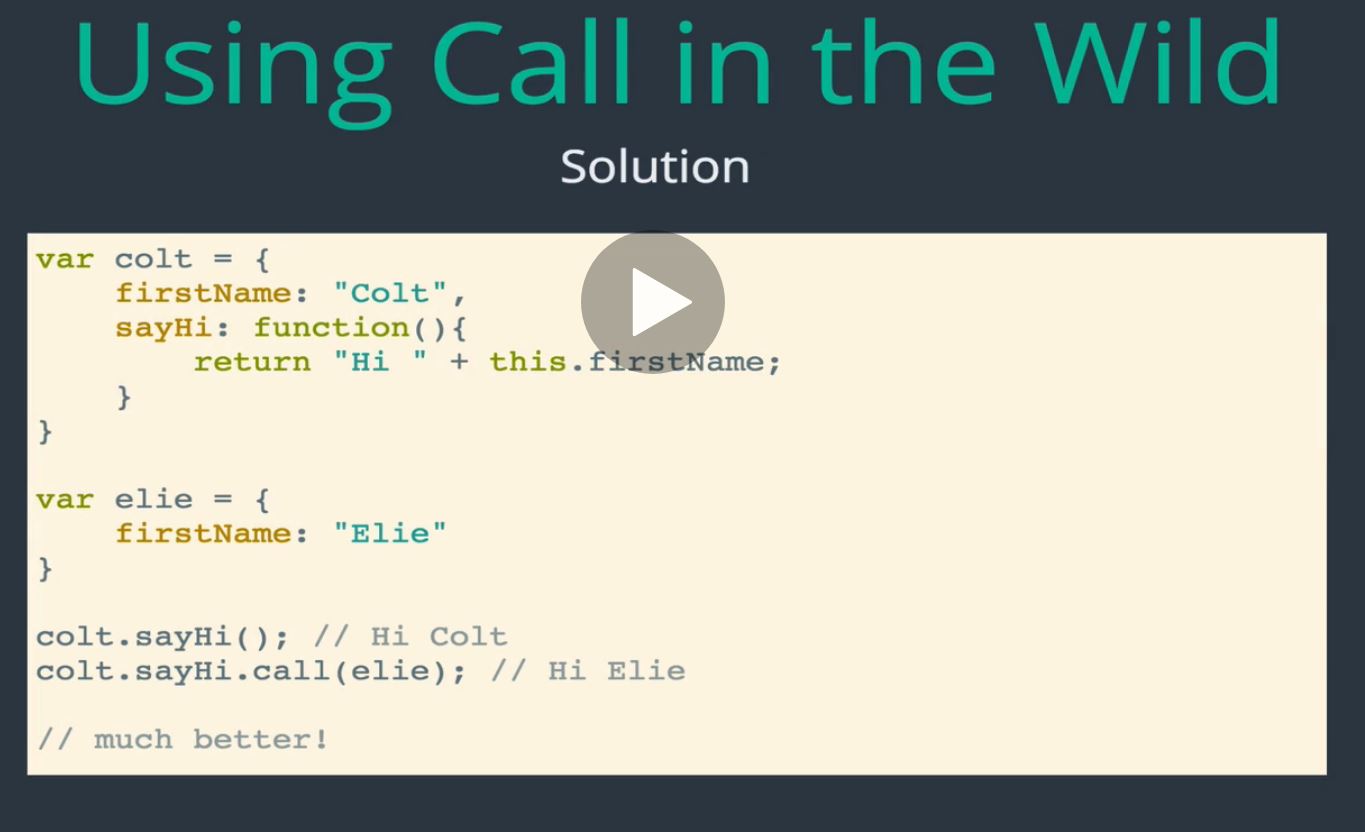 Using Call in the Wild
Solution
var colt = {
    firstName: "Colt",
    sayHi: function(){
        return "Hi " + this.firstName;
    }
}
var elie = {
    firstName: "Elie"
}
colt.sayHi(); // Hi Colt
colt.sayHi.call(elie); // Hi Elie
// much better!